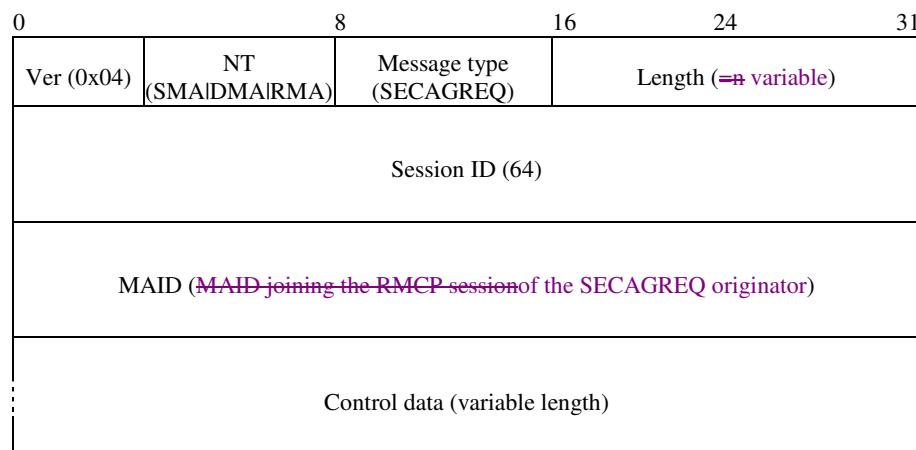 0 8 16 24 31
Ver (0x04) NT (SMA|DMA|RMA) Message type (SECAGREQ) Length (=n variable)
Session ID (64)
MAID (MAID joining the RMCP sessionof the SECAGREQ originator)
Control data (variable length)